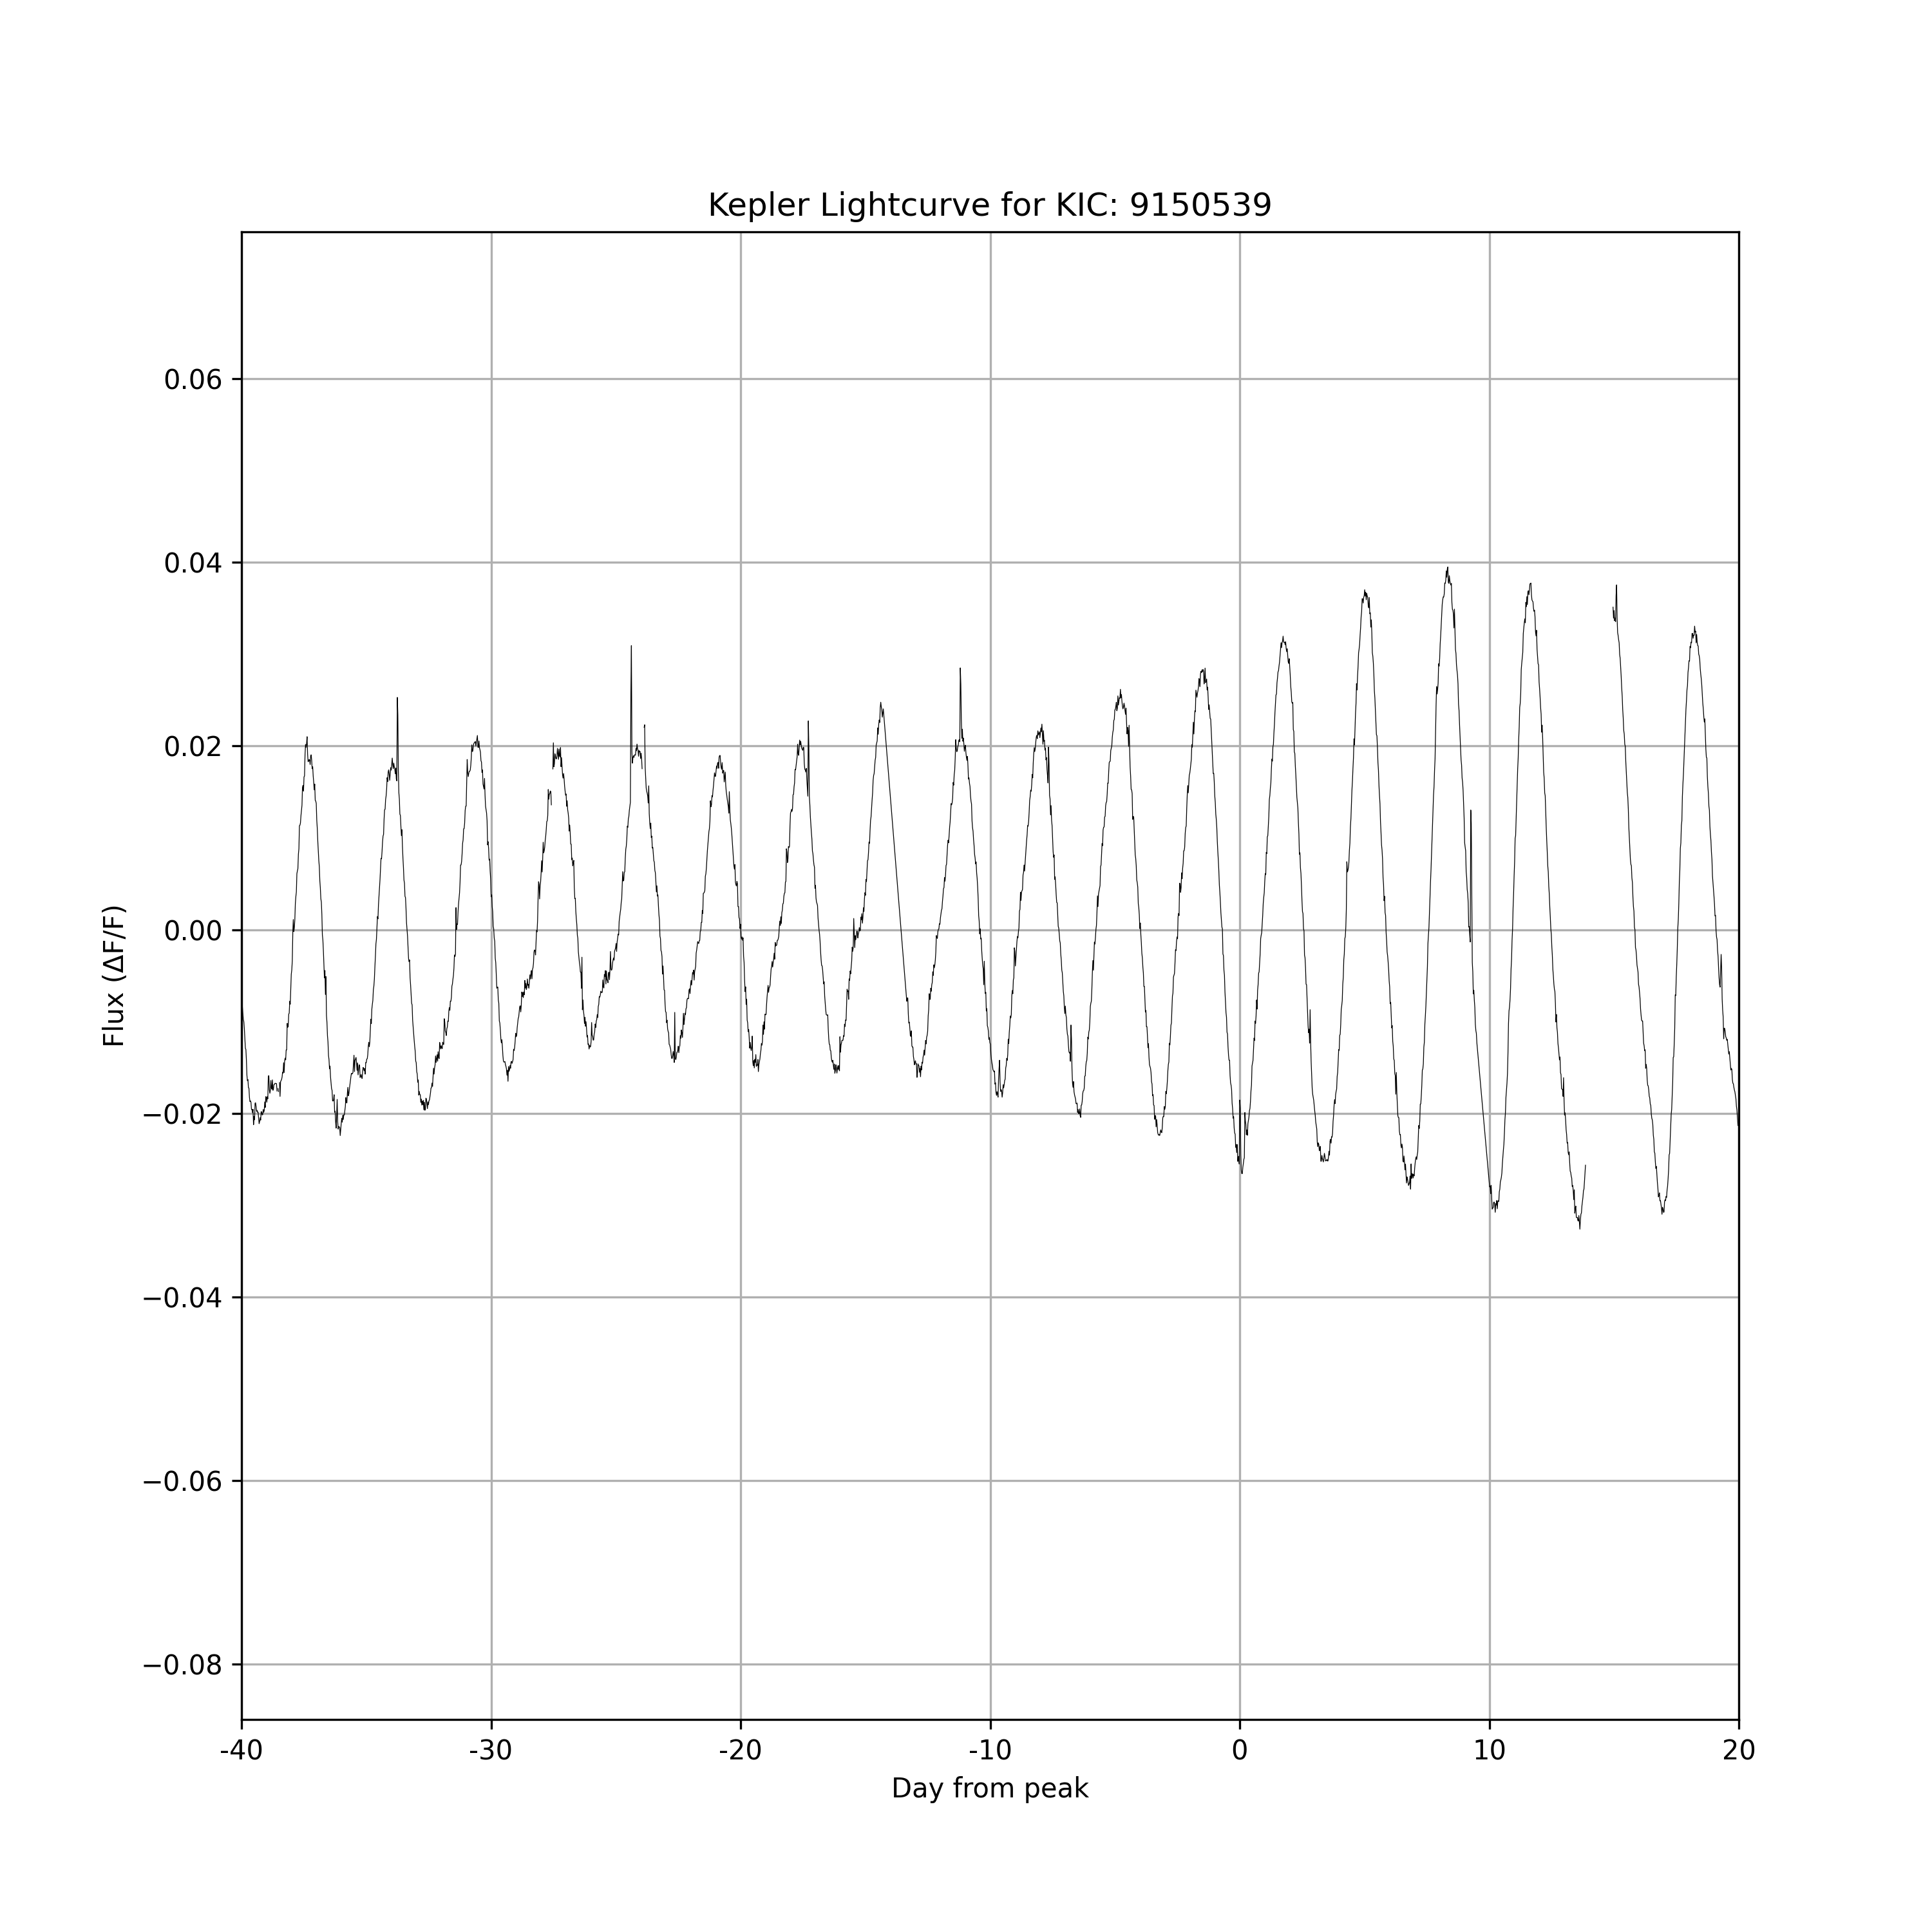 Kepler Lightcurve for KIC: 9150539
Flux (ΔF/F)
0.06
0.04
0.02
0.00
−0.02
−0.04
−0.06
−0.08
-40 -30 -20 -10 0 10 20
Day from peak